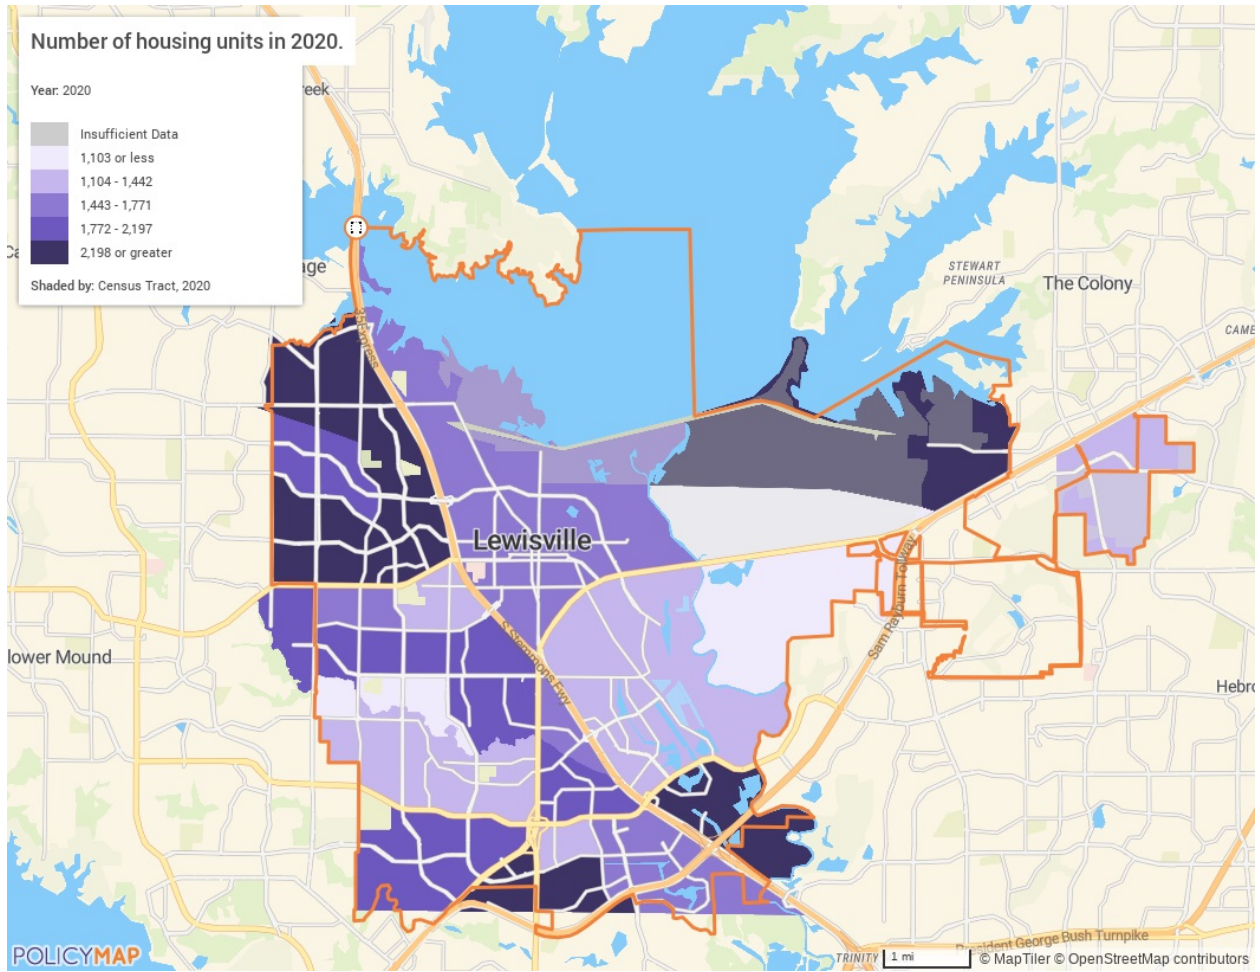 Number of housing units in 2020.
Year: 2020
Insufficient Data
1,103 or less
1,104 - 1,442
1,443 - 1,771
1,772 - 2,197
2,198 or greater
Shaded by: Census Tract, 2020
reek
age
STEWART
PENINSULA
The Colony
CAME
35 Express
Lewisville
Sam Rayburn Tollway
S Stemmons Fwy
lower Mound
Hebro
President George Bush Turnpike
TRINITY
1 mi
POLICYMAP
© MapTiler © OpenStreetMap contributors